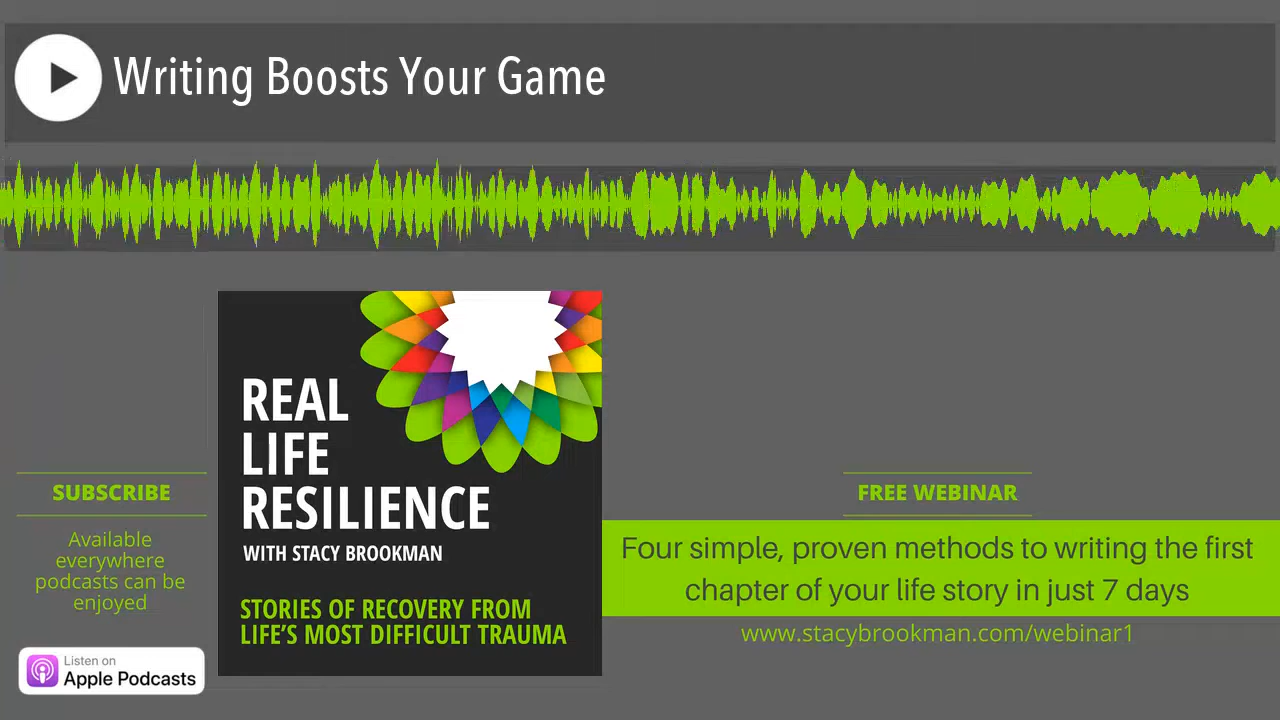 Writing Boosts Your Game
REAL
LIFE
RESILIENCE
WITH STACY BROOKMAN
STORIES OF RECOVERY FROM
LIFE'S MOST DIFFICULT TRAUMA
SUBSCRIBE
Available
everywhere
podcasts can be
enjoyed
Listen on
Apple Podcasts
FREE WEBINAR
Four simple, proven methods to writing the first
chapter of your life story in just 7 days
www.stacybrookman.com/webinar1